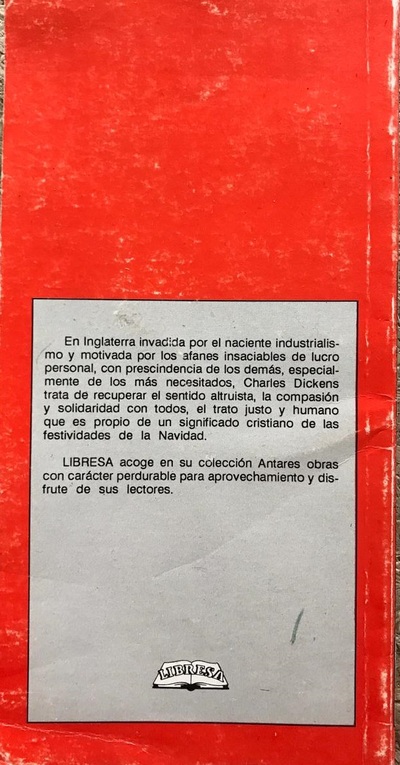 En Inglaterra invadida por el naciente industrialis-
mo y motivada por los afanes insaciables de lucro
personal, con prescindencia de los demás, especial-
mente de los más necesitados, Charles Dickens
trata de recuperar el sentido altruista, la compasión
y solidaridad con todos, el trato justo y humano
que es propio de un significado cristiano de las
festividades de la Navidad.
LIBRESA acoge en su colección Antares obras
con carácter perdurable para aprovechamiento y dis-
frute de sus lectores.
LIBRESA